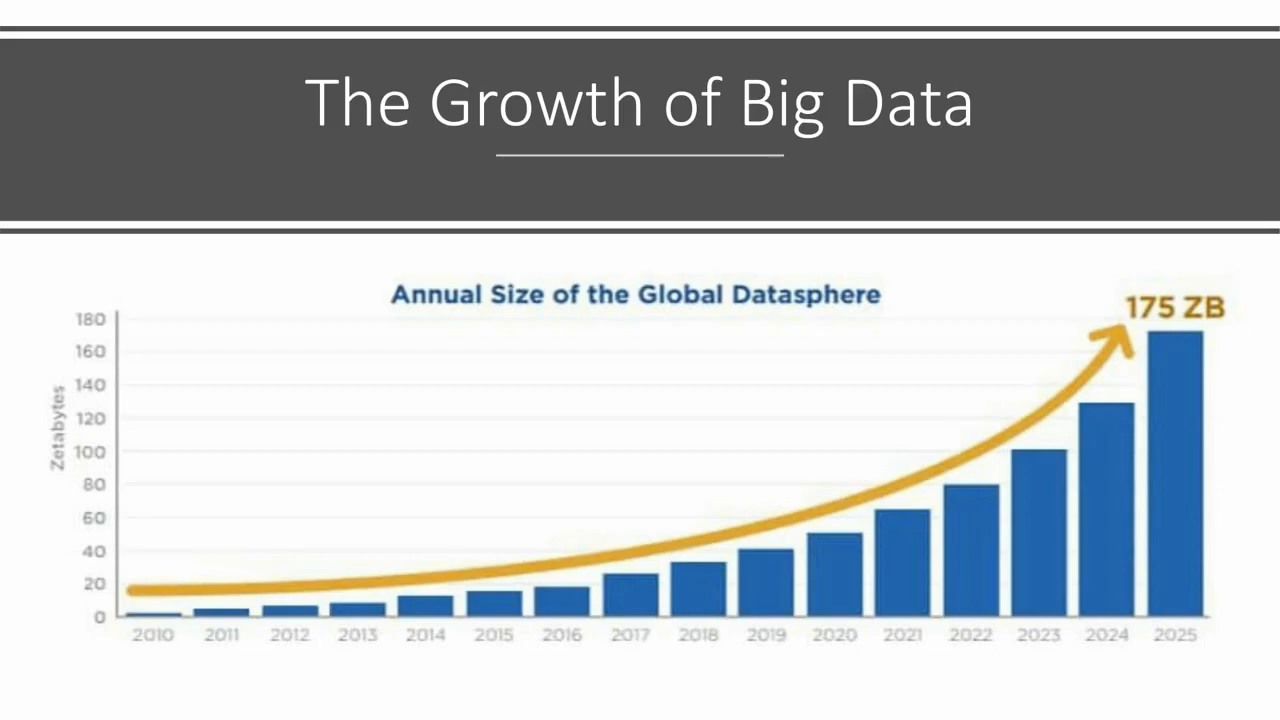 The Growth of Big Data
Annual Size of the Global Datasphere
175 ZB
Zetabytes
180
160
140
120
100
80
60
40
20
0
2010 2011 2012 2013 2014 2015 2016 2017 2018 2019 2020 2021 2022 2023 2024 2025